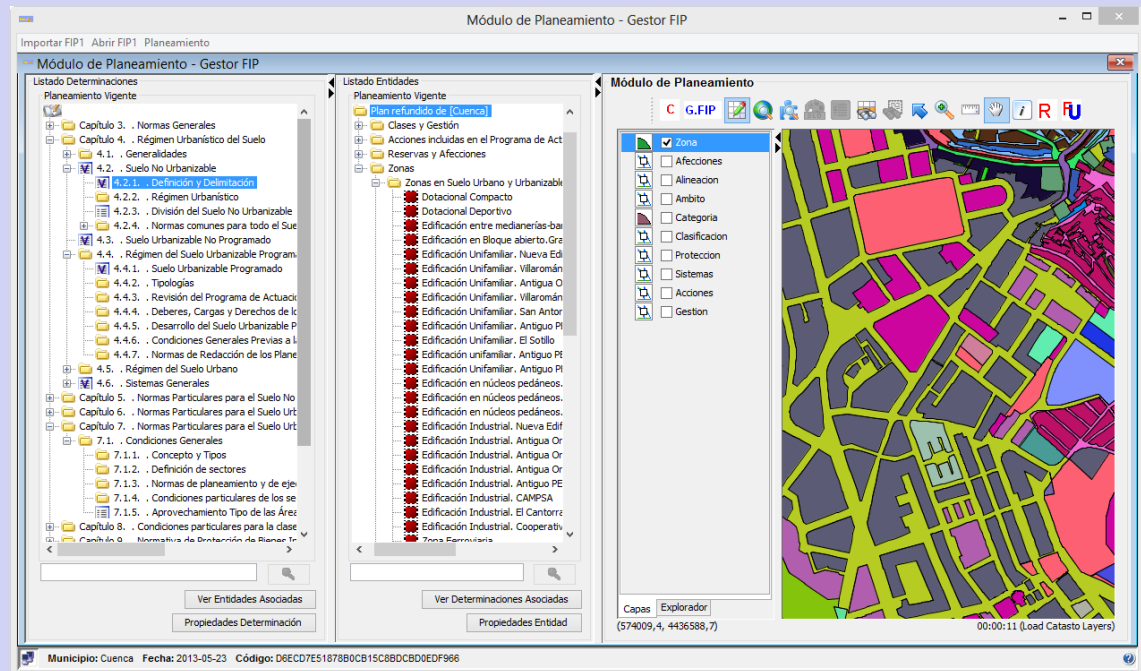 Módulo de Planeamiento - Gestor FIP
Importar FIP1 Abrir FIP1 Planeamiento
Módulo de Planeamiento - Gestor FIP
Listado Determinaciones
Planeamiento Vigente
Capítulo 3. . Normas Generales
Capítulo 4. . Régimen Urbanístico del Suelo
4.1. . Generalidades
4.2. . Suelo No Urbanizable
4.2.1. . Definición y Delimitación
4.2.2. . Régimen Urbanístico
4.2.3. . División del Suelo No Urbanizable
4.2.4. . Normas comunes para todo el Sue
4.3. . Suelo Urbanizable No Programado
4.4. . Régimen del Suelo Urbanizable Program
4.4.1. . Suelo Urbanizable Programado
4.4.2. . Tipologías
4.4.3. . Revisión del Programa de Actuació
4.4.4. . Deberes, Cargas y Derechos de lo
4.4.5. . Desarrollo del Suelo Urbanizable P
4.4.6. . Condiciones Generales Previas a l
4.4.7. . Normas de Redacción de los Plane
4.5. . Régimen del Suelo Urbano
4.6. . Sistemas Generales
Capítulo 5. . Normas Particulares para el Suelo No
Capítulo 6. . Normas Particulares para el Suelo Urt
Capítulo 7. . Normas Particulares para el Suelo Urt
7.1. . Condiciones Generales
7.1.1. . Concepto y Tipos
7.1.2. . Definición de sectores
7.1.3. . Normas de planeamiento y de eje
7.1.4. . Condiciones particulares de los se
7.1.5. . Aprovechamiento Tipo de las Área
Capítulo 8. . Condiciones particulares para la clase
Capítulo 9. . Normativa de Protección de Bienes In
Ver Entidades Asociadas
Propiedades Determinación
Listado Entidades
Planeamiento Vigente
Plan refundido de [Cuenca]
Clases y Gestión
Acciones incluidas en el Programa de Act
Reservas y Afecciones
Zonas
Zonas en Suelo Urbano y Urbanizable
Dotacional Compacto
Dotacional Deportivo
Edificación entre medianerías-bar
Edificación en Bloque abierto.Gra
Edificación Unifamiliar. Nueva Edi
Edificación Unifamiliar. Villaromán
Edificación Unifamiliar. Antigua O
Edificación Unifamiliar. Villaromán
Edificación Unifamiliar. San Antor
Edificación Unifamiliar. Antiguo Pl
Edificación Unifamiliar. El Sotillo
Edificación unifamiliar. Antiguo PE
Edificación Unifamiliar. Antiguo Pl
Edificación en núcleos pedáneos.
Edificación en núcleos pedáneos.
Edificación en núcleos pedáneos.
Edificación Industrial. Nueva Edif
Edificación Industrial. Antigua Or
Edificación Industrial. Antigua Or
Edificación Industrial. Antigua Or
Edificación Industrial. Antiguo PE
Edificación Industrial. CAMPSA
Edificación Industrial. El Cantorra
Edificación Industrial. Cooperativ
Zona Ferroviaria
Ver Determinaciones Asociadas
Propiedades Entidad
Módulo de Planeamiento
C G.FIP i R FU
Zona
Afecciones
Alineacion
Ambito
Categoria
Clasificacion
Proteccion
Sistemas
Acciones
Gestion
Capas Explorador
(574009,4, 4436588,7) 00:00:11 (Load Catasto Layers)
Municipio: Cuenca Fecha: 2013-05-23 Código: D6ECD7E51878B0CB15C8BDCBD0EDF966